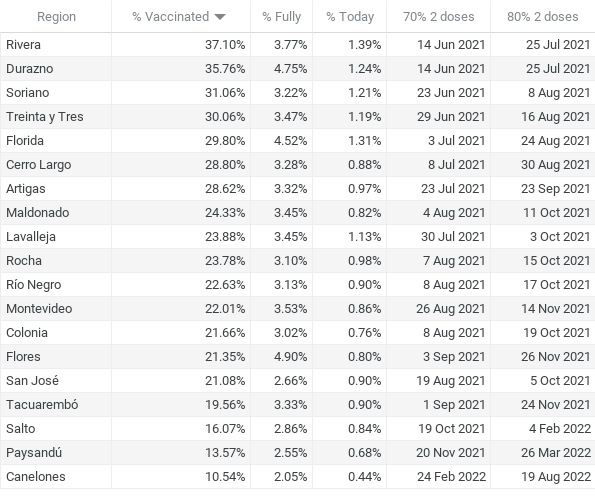 Region % Vaccinated % Fully % Today 70% 2 doses 80% 2 doses
Rivera 37.10% 3.77% 1.39% 14 Jun 2021 25 Jul 2021
Durazno 35.76% 4.75% 1.24% 14 Jun 2021 25 Jul 2021
Soriano 31.06% 3.22% 1.21% 23 Jun 2021 8 Aug 2021
Treinta y Tres 30.06% 3.47% 1.19% 29 Jun 2021 16 Aug 2021
Florida 29.80% 4.52% 1.31% 3 Jul 2021 24 Aug 2021
Cerro Largo 28.80% 3.28% 0.88% 8 Jul 2021 30 Aug 2021
Artigas 28.62% 3.32% 0.97% 23 Jul 2021 23 Sep 2021
Maldonado 24.33% 3.45% 0.82% 4 Aug 2021 11 Oct 2021
Lavalleja 23.88% 3.45% 1.13% 30 Jul 2021 3 Oct 2021
Rocha 23.78% 3.10% 0.98% 7 Aug 2021 15 Oct 2021
Río Negro 22.63% 3.13% 0.90% 8 Aug 2021 17 Oct 2021
Montevideo 22.01% 3.53% 0.86% 26 Aug 2021 14 Nov 2021
Colonia 21.66% 3.02% 0.76% 8 Aug 2021 19 Oct 2021
Flores 21.35% 4.90% 0.80% 3 Sep 2021 26 Nov 2021
San José 21.08% 2.66% 0.90% 19 Aug 2021 5 Oct 2021
Tacuarembó 19.56% 3.33% 0.90% 1 Sep 2021 24 Nov 2021
Salto 16.07% 2.86% 0.84% 19 Oct 2021 4 Feb 2022
Paysandú 13.57% 2.55% 0.68% 20 Nov 2021 26 Mar 2022
Canelones 10.54% 2.05% 0.44% 24 Feb 2022 19 Aug 2022